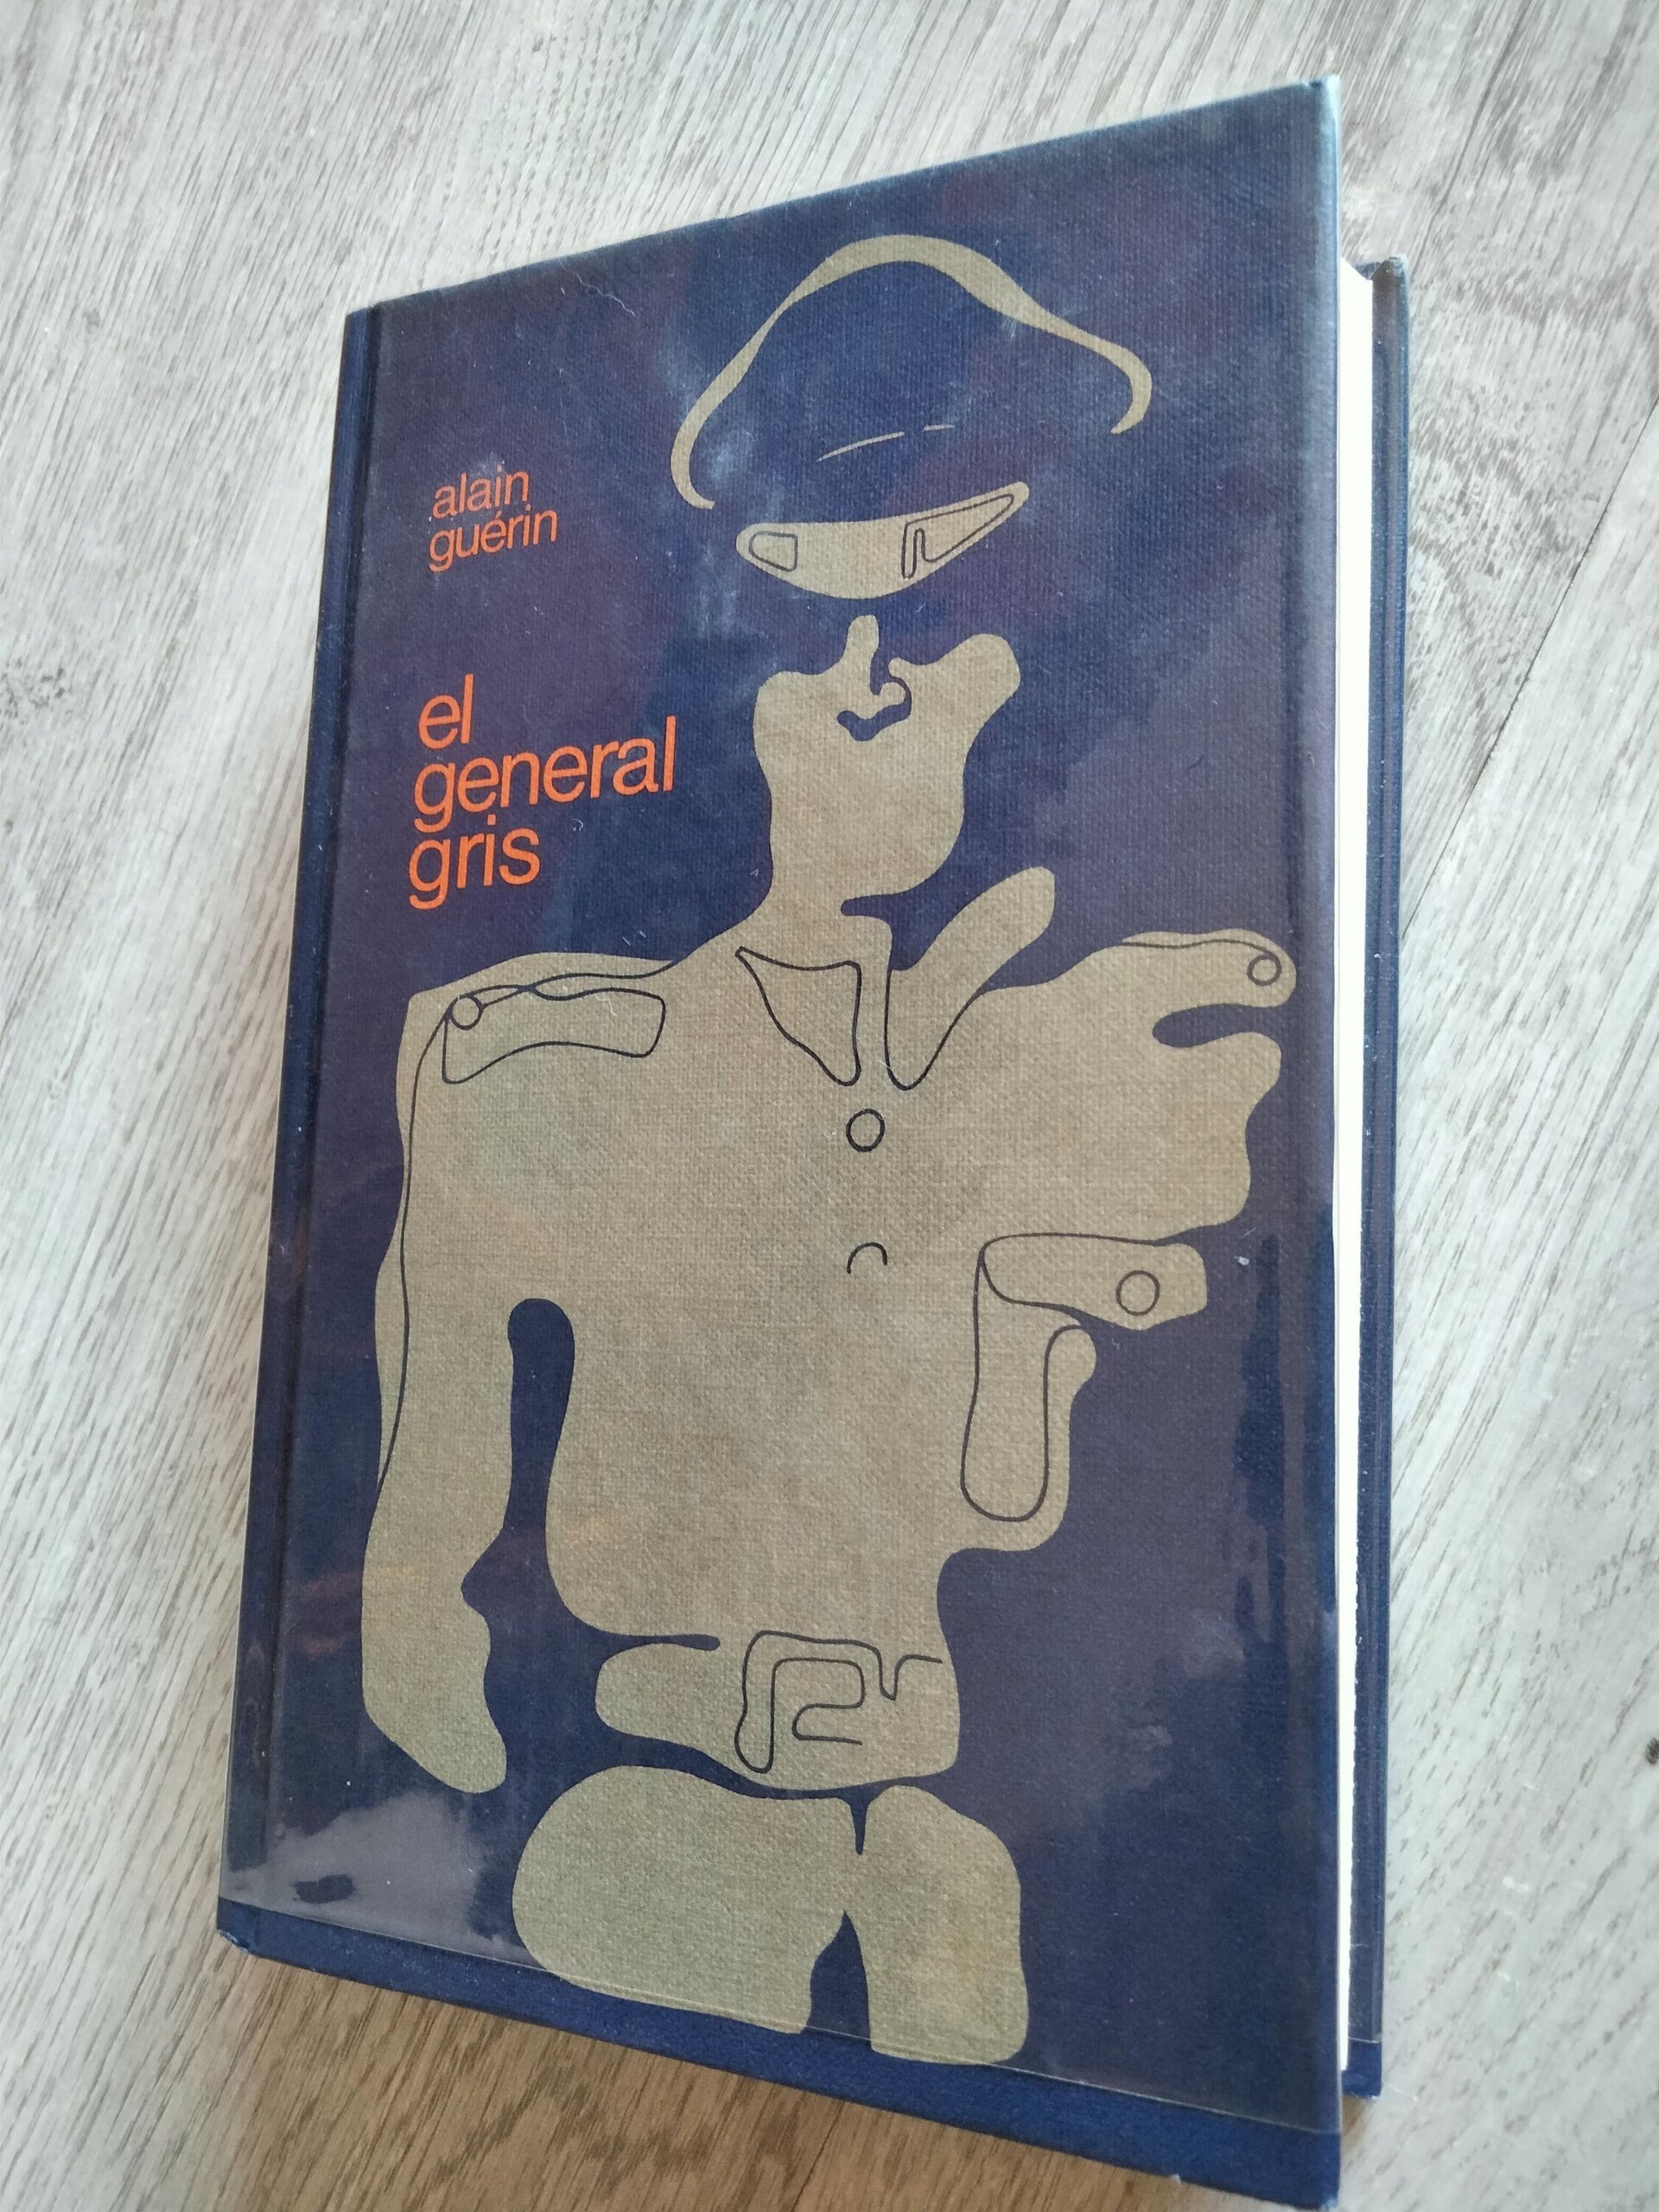 alain
guérin
el
general
gris